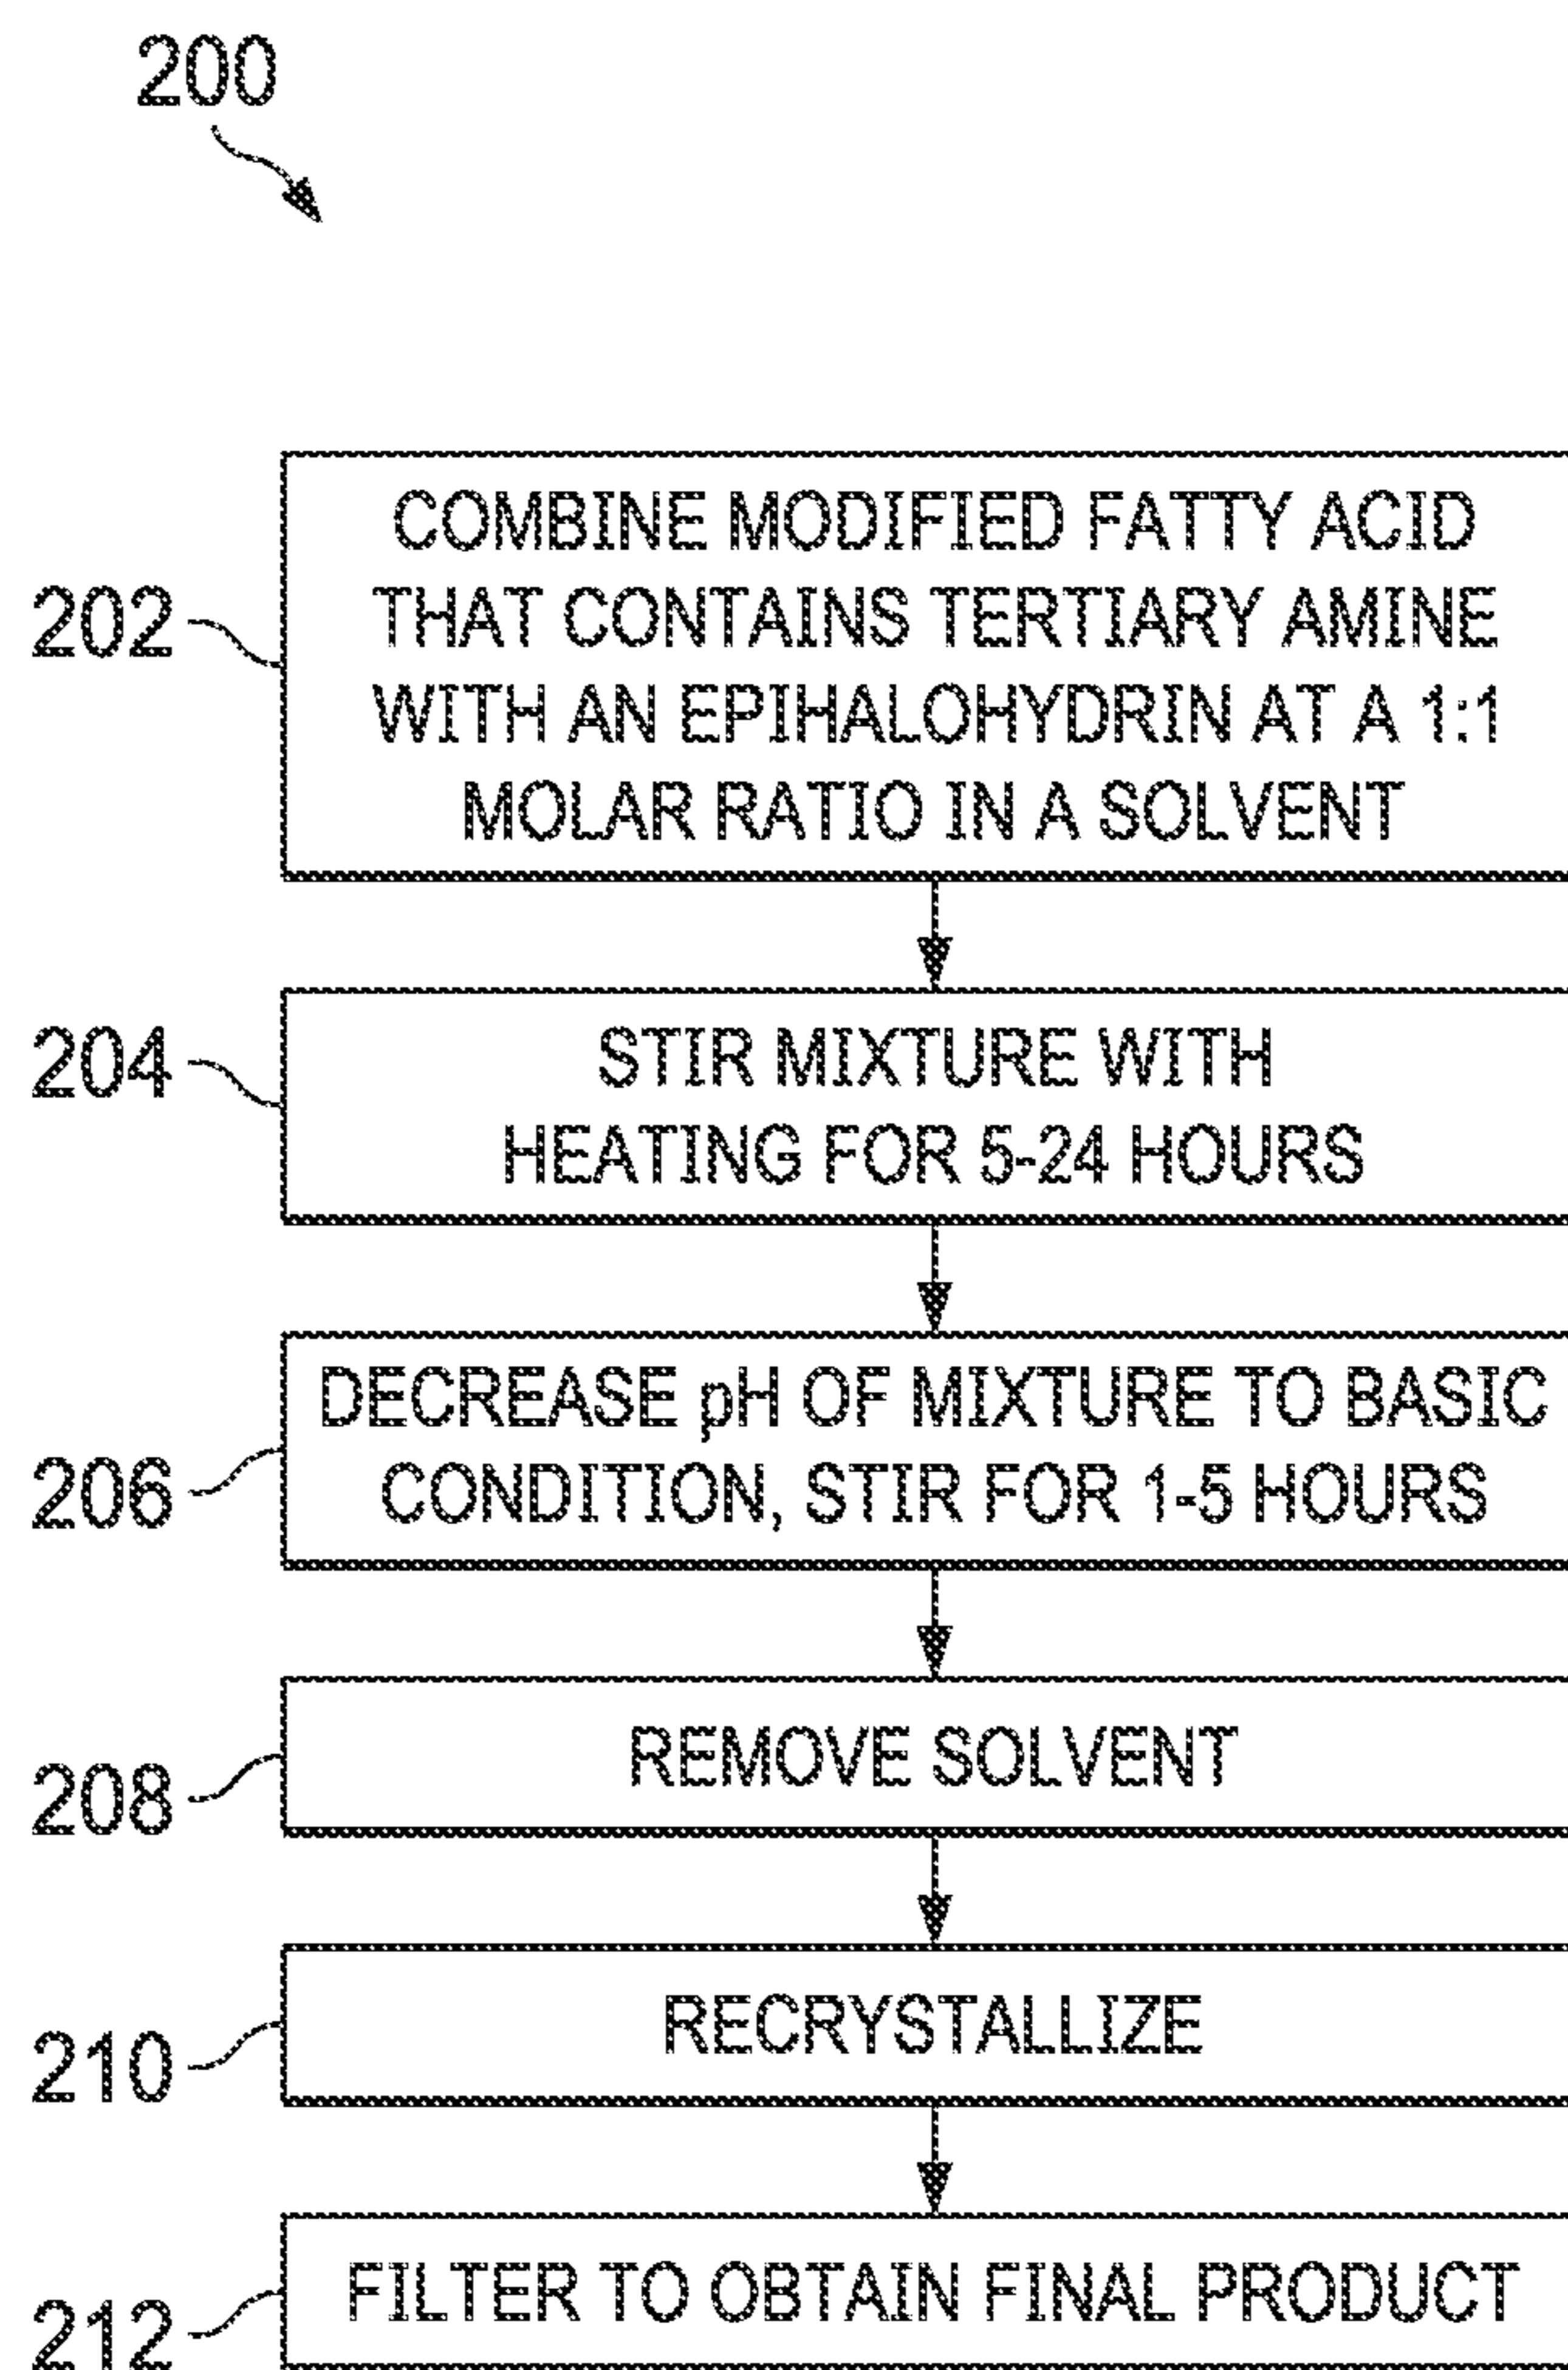 200
202
COMBINE MODIFIED FATTY ACID
THAT CONTAINS TERTIARY AMINE
WITH AN EPIHALOHYDRIN AT A 1:1
MOLAR RATIO IN A SOLVENT
204
STIR MIXTURE WITH
HEATING FOR 5-24 HOURS
206
DECREASE pH OF MIXTURE TO BASIC
CONDITION, STIR FOR 1-5 HOURS
208
REMOVE SOLVENT
210
RECRYSTALLIZE
212
FILTER TO OBTAIN FINAL PRODUCT